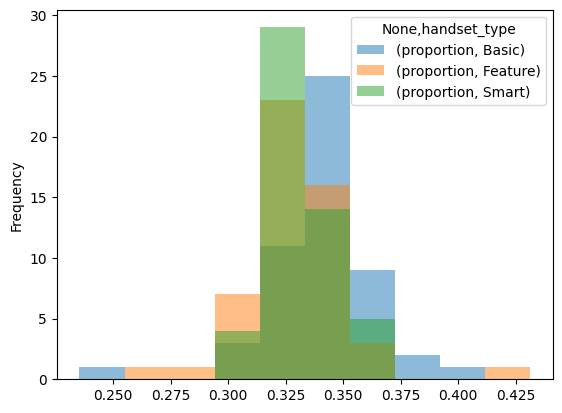 30
25
20
15
10
5
0
Frequency
None,handset_type
(proportion, Basic)
(proportion, Feature)
(proportion, Smart)
0.250 0.275 0.300 0.325 0.350 0.375 0.400 0.425